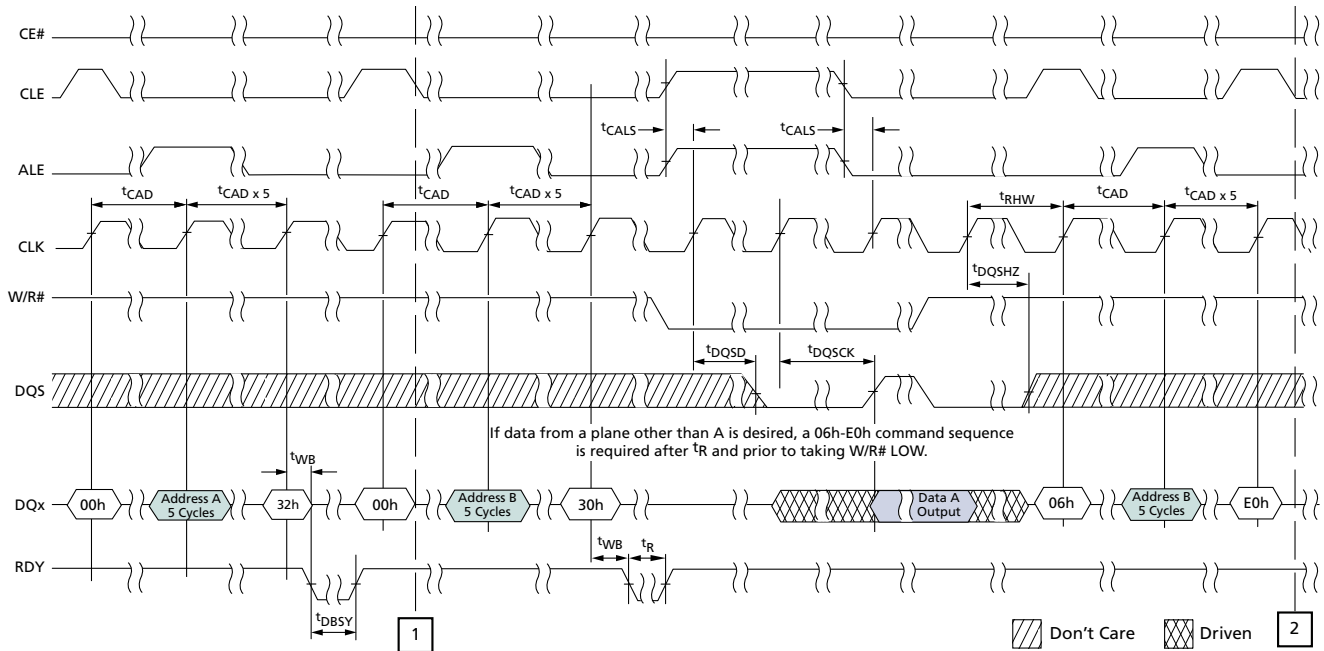 CE#
CLE
tCALS
tCALS
ALE
tCAD
tCAD x 5
tCAD
tCAD x 5
tRHW
tCAD
tCAD x 5
CLK
tDQSHZ
W/R#
tDQSD
tDQSCK
DQS
If data from a plane other than A is desired, a 06h-E0h command sequence
is required after tR and prior to taking W/R# LOW.
tWB
DQx
00h
Address A
5 Cycles
32h
00h
Address B
5 Cycles
30h
Data A
Output
06h
Address B
5 Cycles
E0h
tWB
tR
RDY
tDBSY
1
Don't Care
Driven
2